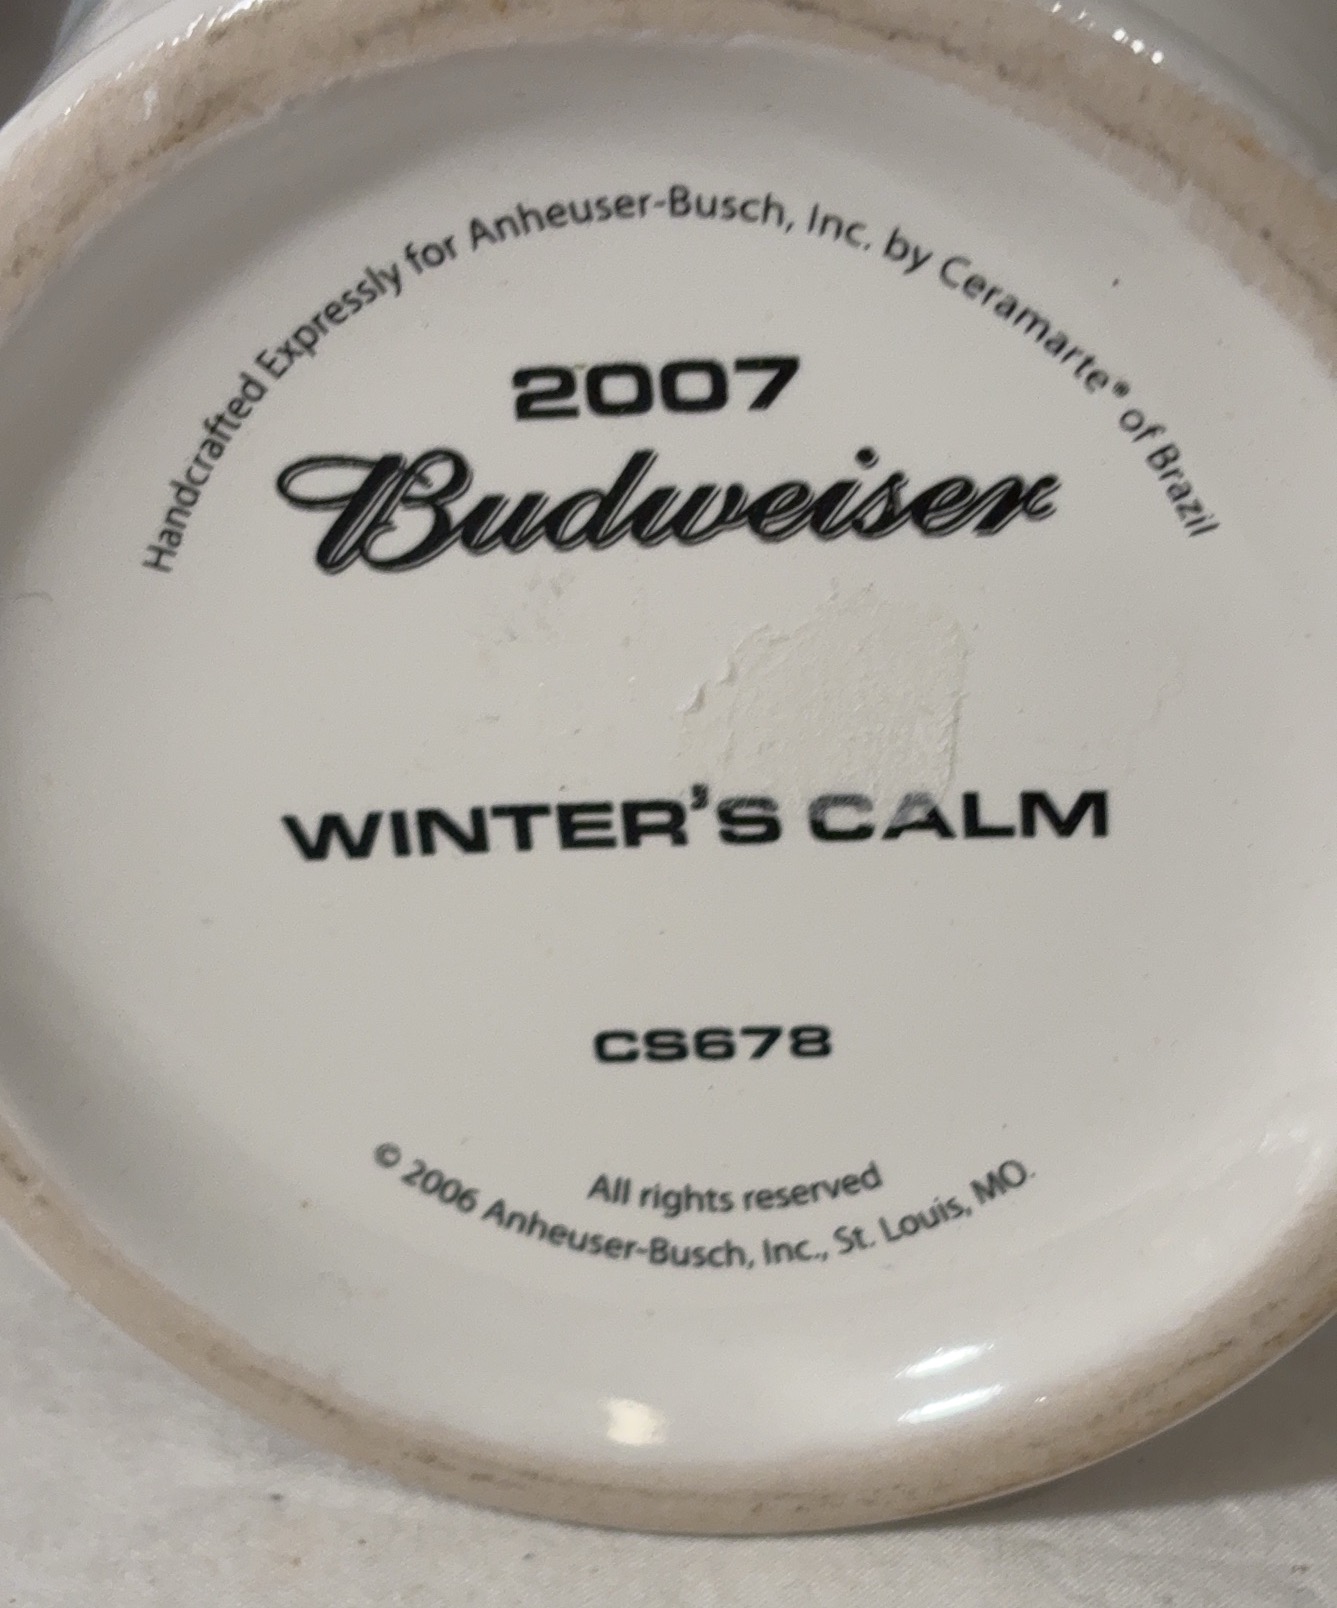 Handcrafted Expressly for Anheuser-Busch, Inc. by Ceramarte® of Brazil
2007
Budweiser
WINTER'S CALM
CS678
All rights reserved
© 2006 Anheuser-Busch, Inc., St. Louis, MO.